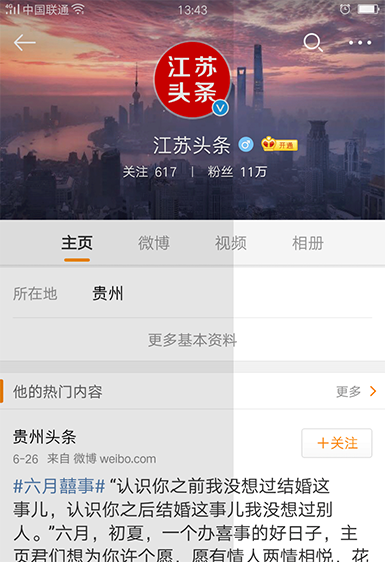 中国联通 13:43
江苏
头条
江苏头条 开通
关注 617 | 粉丝 11万
主页 微博 视频 相册
所在地 贵州
更多基本资料
他的热门内容 更多
贵州头条
6-26 来自 微博 weibo.com
+关注
#六月囍事# “认识你之前我没想过结婚这
事儿，认识你之后结婚这事儿我没想过别
人。”六月，初夏，一个办喜事的好日子，主
页君们想为你许个愿，愿有情人两情相悦，花